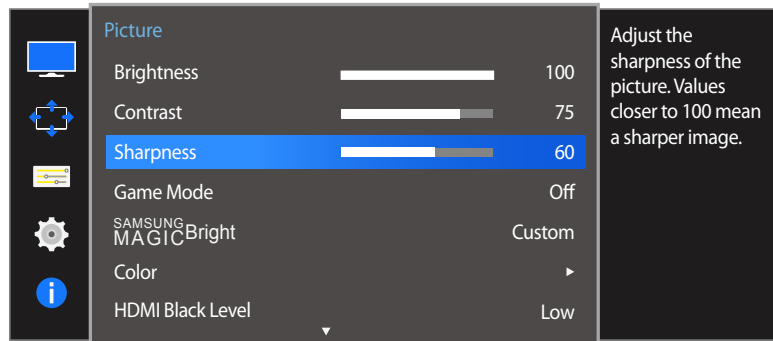 Picture
Brightness 100
Contrast 75
Sharpness 60
Game Mode Off
SAMSUNG
MAGICBright Custom
Color
HDMI Black Level Low
Adjust the
sharpness of the
picture. Values
closer to 100 mean
a sharper image.
i